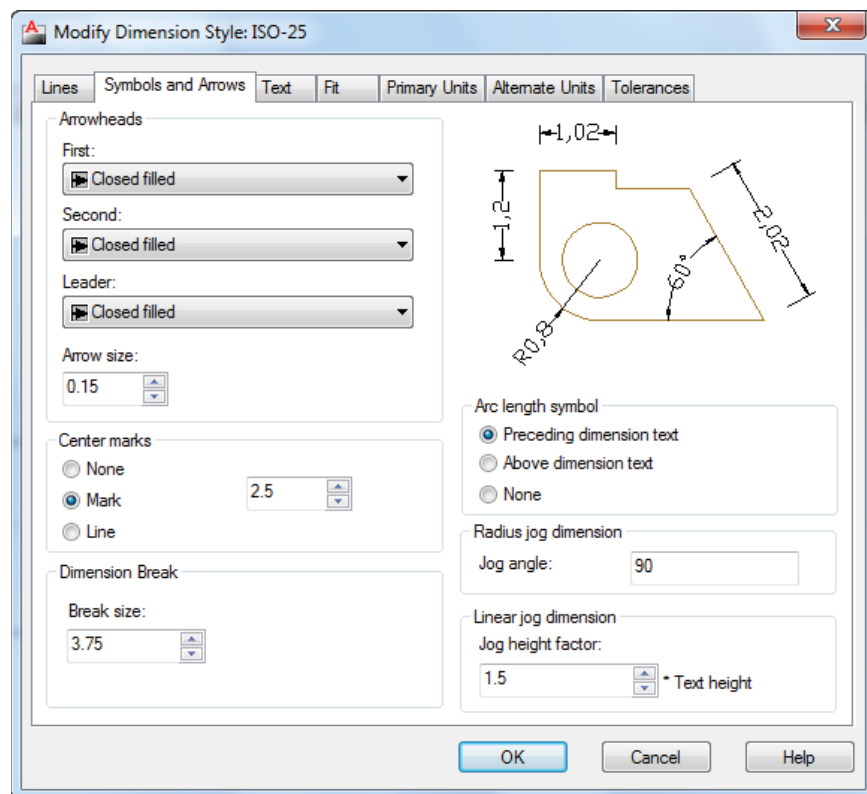 Modify Dimension Style: ISO-25
Lines
Symbols and Arrows
Text
Fit
Primary Units
Alternate Units
Tolerances
Arrowheads
First:
Closed filled
Second:
Closed filled
Leader:
Closed filled
Arrow size:
0.15
Center marks
None
Mark
2.5
Line
Dimension Break
Break size:
3.75
1,02
1,2
2,02
60°
R0,8
Arc length symbol
Preceding dimension text
Above dimension text
None
Radius jog dimension
Jog angle:
90
Linear jog dimension
Jog height factor:
1.5
* Text height
OK
Cancel
Help